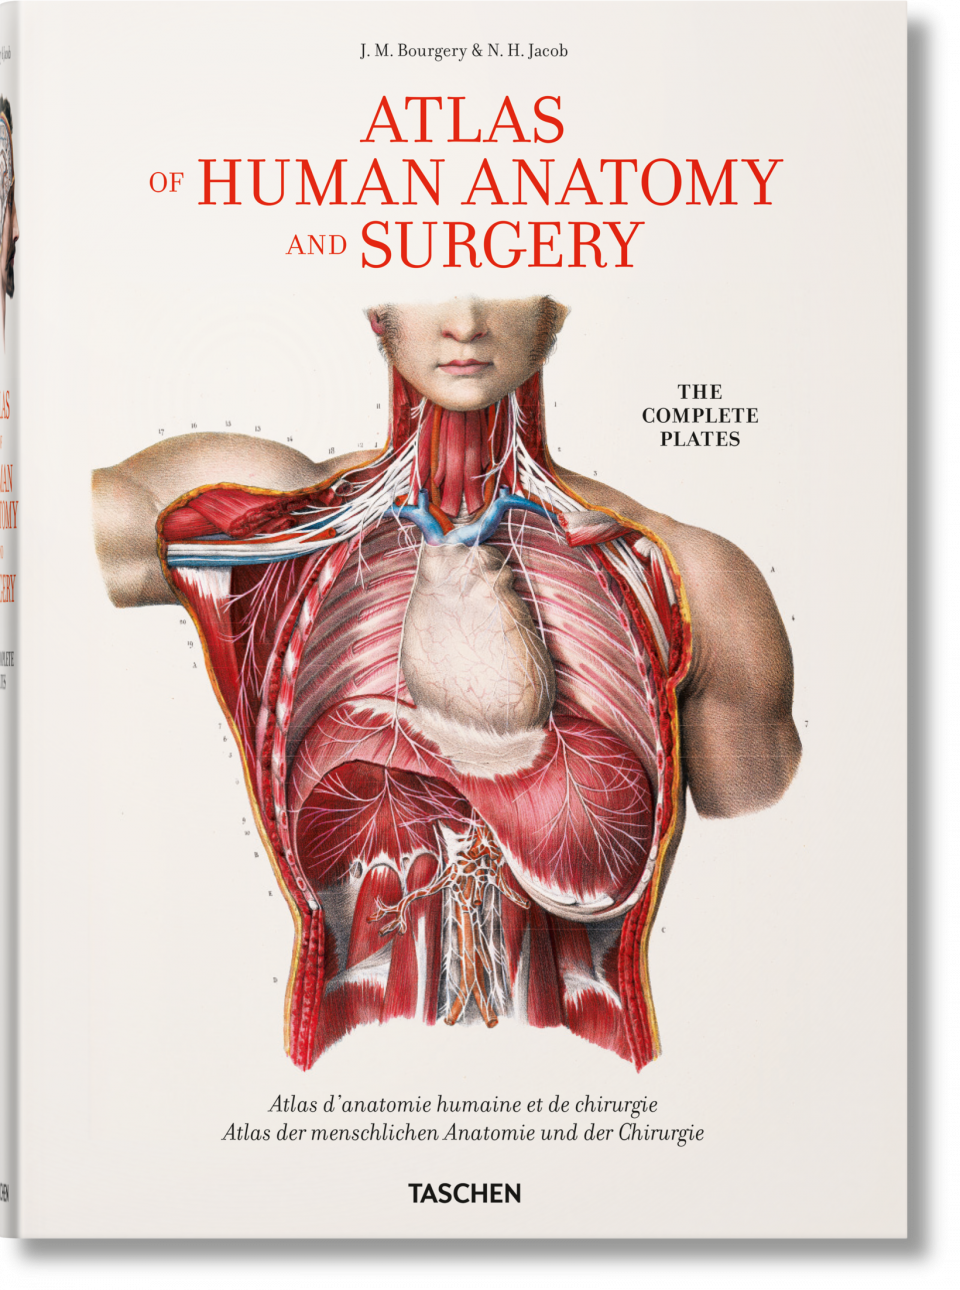 J. M. Bourgery & N. H. Jacob
ATLAS
OF HUMAN ANATOMY
AND SURGERY
THE
COMPLETE
PLATES
Atlas d'anatomie humaine et de chirurgie
Atlas der menschlichen Anatomie und der Chirurgie
TASCHEN